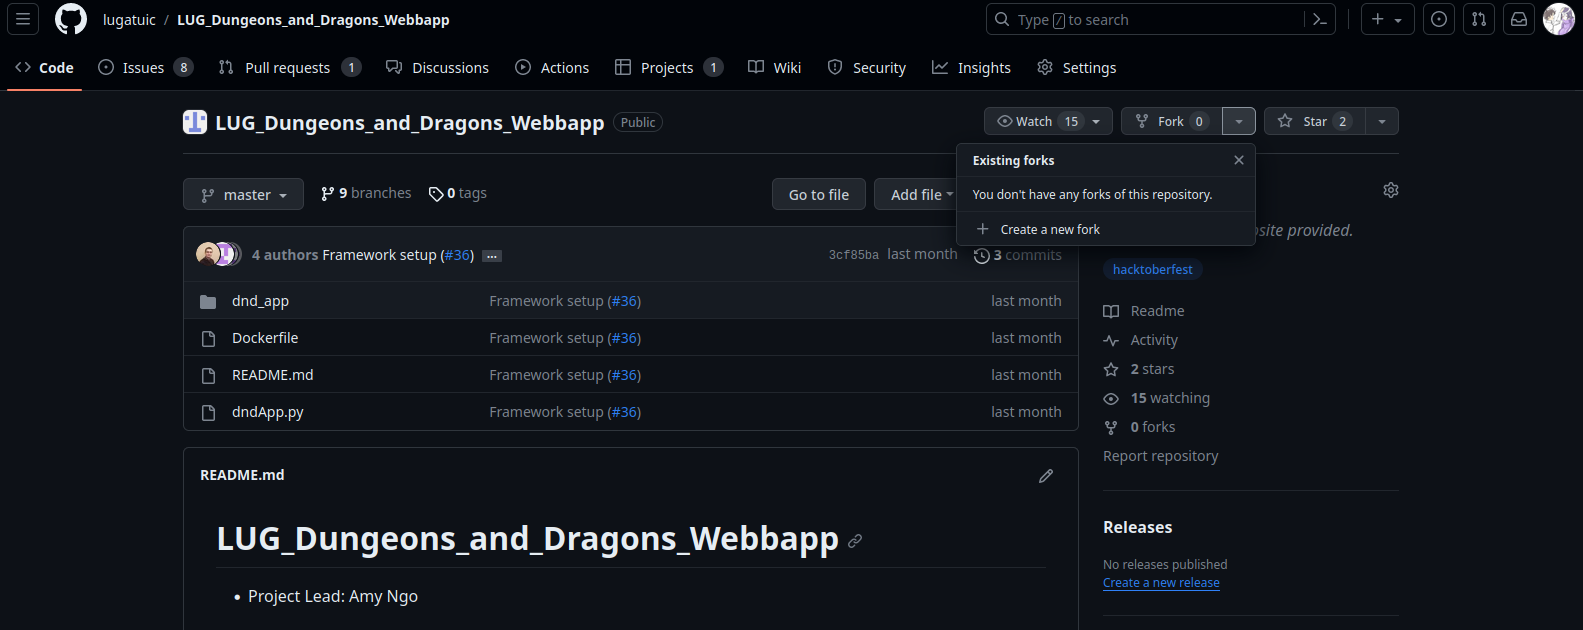 lugatuic / LUG_Dungeons_and_Dragons_Webbapp
Type / to search
Code Issues 8 Pull requests 1 Discussions Actions Projects 1 Wiki Security Insights Settings
LUG_Dungeons_and_Dragons_Webbapp Public
Watch 15 Fork 0 Star 2
Existing forks
You don't have any forks of this repository.
Create a new fork
master 9 branches 0 tags
Go to file Add file
site provided.
4 authors Framework setup (#36) ... 3cf85ba last month 3 commits
dnd_app Framework setup (#36) last month
Dockerfile Framework setup (#36) last month
README.md Framework setup (#36) last month
dndApp.py Framework setup (#36) last month
hacktoberfest
Readme
Activity
2 stars
15 watching
0 forks
Report repository
Releases
No releases published
Create a new release
README.md
LUG_Dungeons_and_Dragons_Webbapp
• Project Lead: Amy Ngo